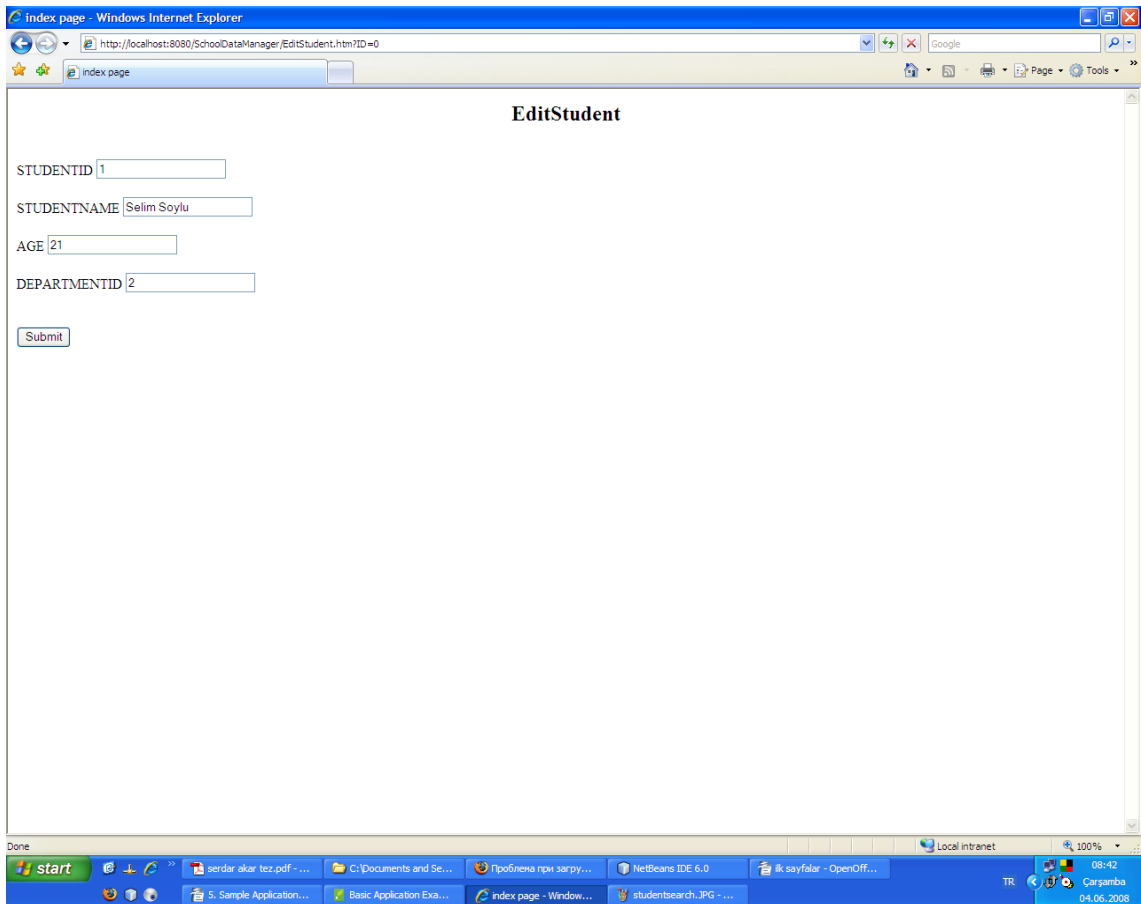 index page - Windows Internet Explorer
http://localhost:8080/SchoolDataManager/EditStudent.htm?ID=0
Google
index page
Page
Tools
»
EditStudent
STUDENTID 1
STUDENTNAME Selim Soylu
AGE 21
DEPARTMENTID 2
Submit
Done
Local intranet
100%
start
»
serdar akar tez.pdf - ...
C:\Documents and Se...
Проблема при загру...
NetBeans IDE 6.0
ilk sayfalar - OpenOff...
08:42
5. Sample Application...
Basic Application Exa...
index page - Window...
studentsearch.JPG - ...
TR
Çarşamba
04.06.2008